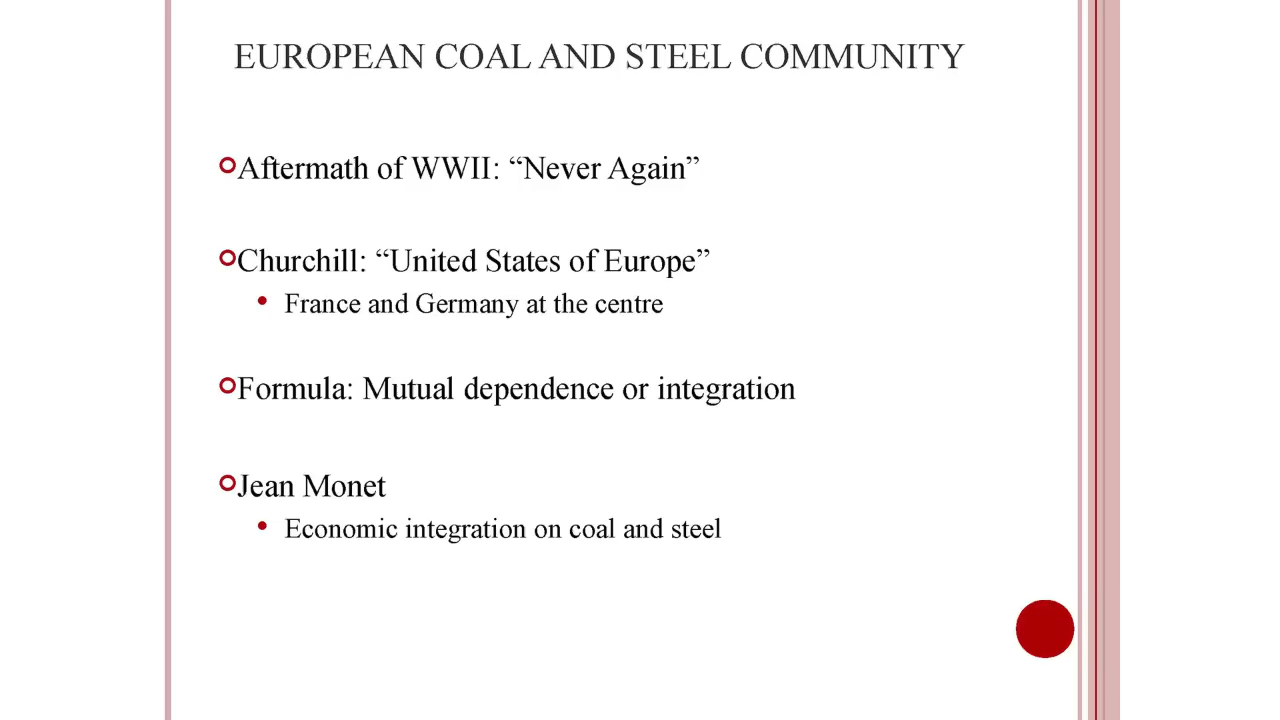 EUROPEAN COAL AND STEEL COMMUNITY
Aftermath of WWII: “Never Again”
Churchill: “United States of Europe”
France and Germany at the centre
Formula: Mutual dependence or integration
Jean Monet
Economic integration on coal and steel